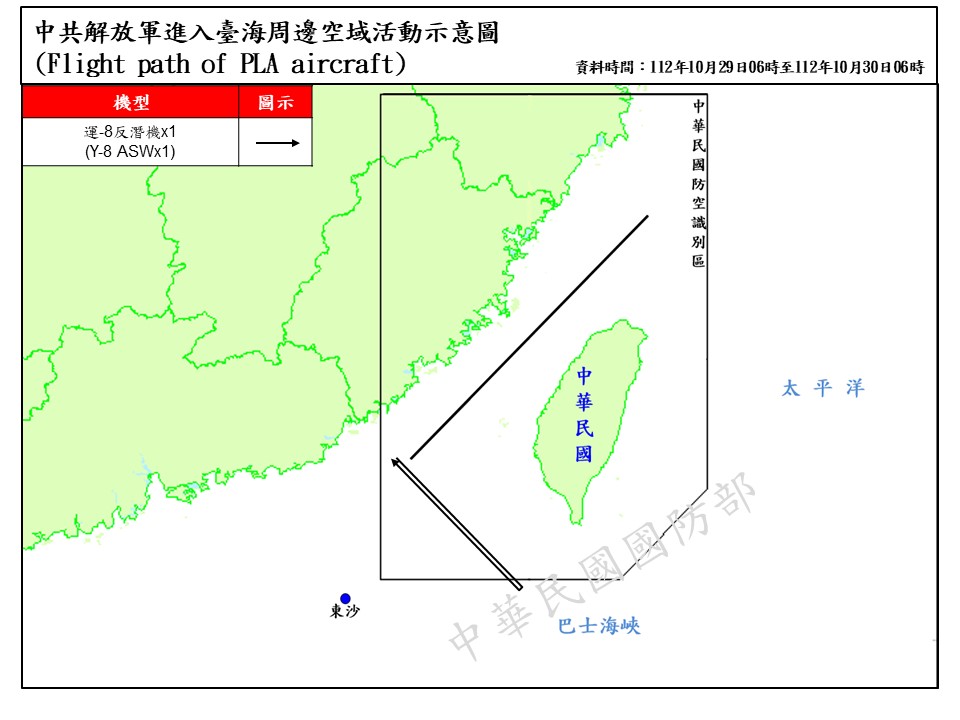 中共解放軍進入臺海周邊空域活動示意圖
(Flight path of PLA aircraft)
資料時間：112年10月29日06時至112年10月30日06時
機型
圖示
運-8反潛機x1
(Y-8 ASWx1)
中華民國防空識別區
中華民國
太平洋
東沙
巴士海峽
中華民國國防部